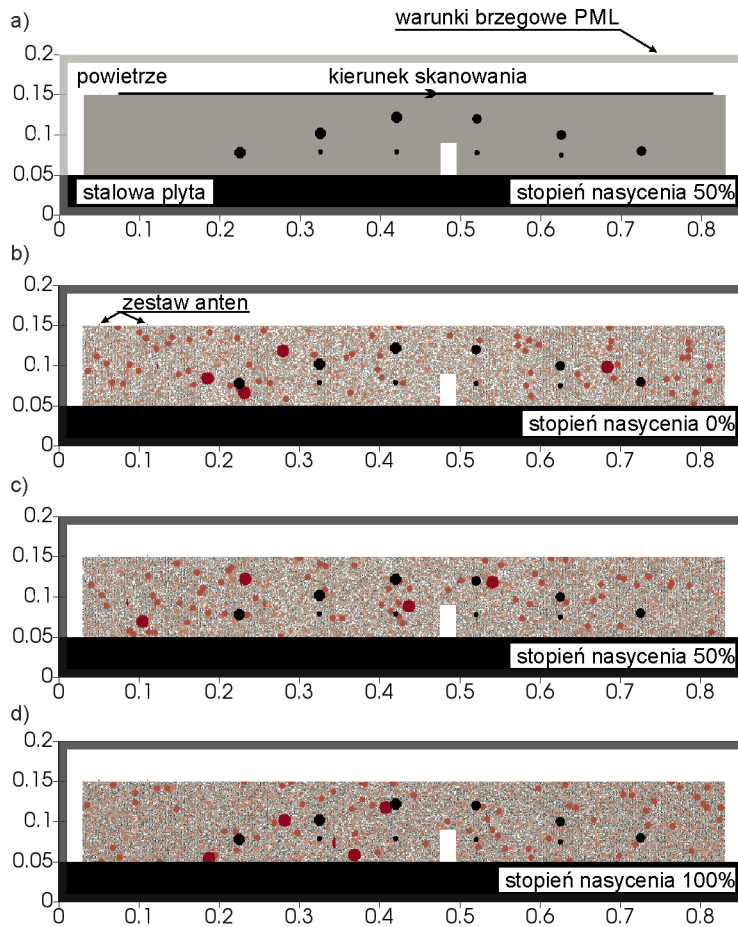 a)
warunki brzegowe PML
0.2
powietrze
kierunek skanowania
0.15
0.1
0.05
stalowa plyta
stopień nasycenia 50%
0
0 0.1 0.2 0.3 0.4 0.5 0.6 0.7 0.8
b)
0.2
zestaw anten
0.15
0.1
0.05
stopień nasycenia 0%
0
0 0.1 0.2 0.3 0.4 0.5 0.6 0.7 0.8
c)
0.2
0.15
0.1
0.05
stopień nasycenia 50%
0
0 0.1 0.2 0.3 0.4 0.5 0.6 0.7 0.8
d)
0.2
0.15
0.1
0.05
stopień nasycenia 100%
0
0 0.1 0.2 0.3 0.4 0.5 0.6 0.7 0.8